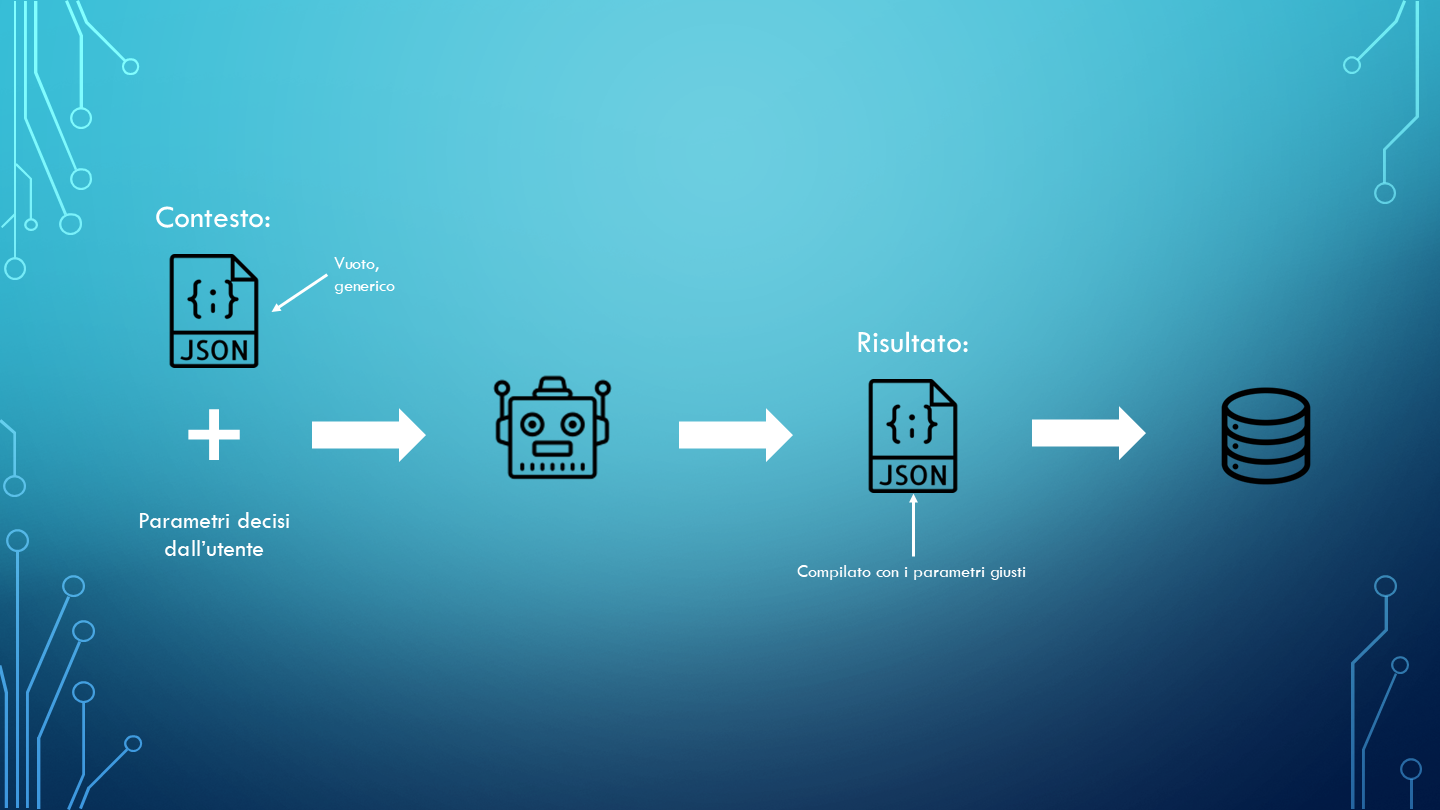 Contesto:
Vuoto,
generico
{;}
JSON
Parametri decisi
dall’utente
Risultato:
{;}
JSON
Compilato con i parametri giusti